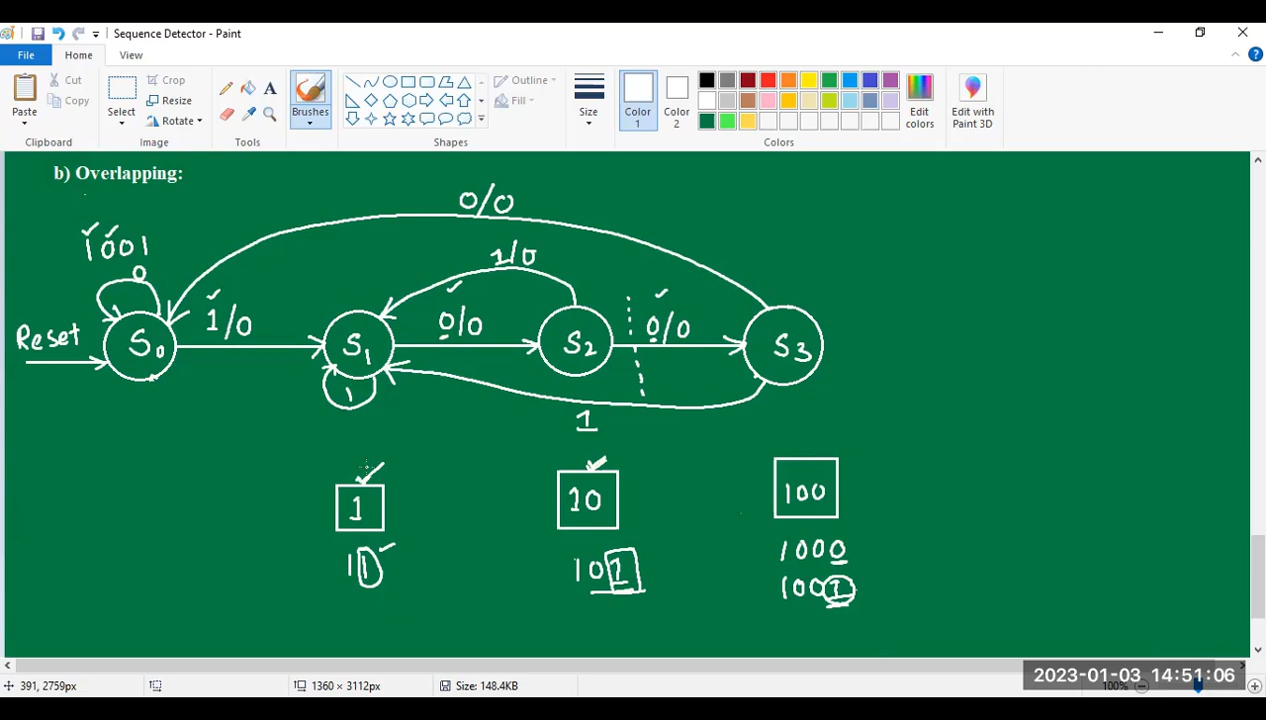 Sequence Detector - Paint
File Home View
Paste Cut Copy Select Crop Resize Rotate Brushes Outline Fill Size Color 1 Color 2 Edit colors Edit with Paint 3D
Clipboard Image Tools Shapes Colors
b) Overlapping:
0/0
1001
1/0
0
1/0 0/0 0/0
Reset S0 S1 S2 S3
1
1
1 10 100
11 101 1000
1001
391, 2759px 1360 × 3112px Size: 148.4KB 100%
2023-01-03 14:51:06